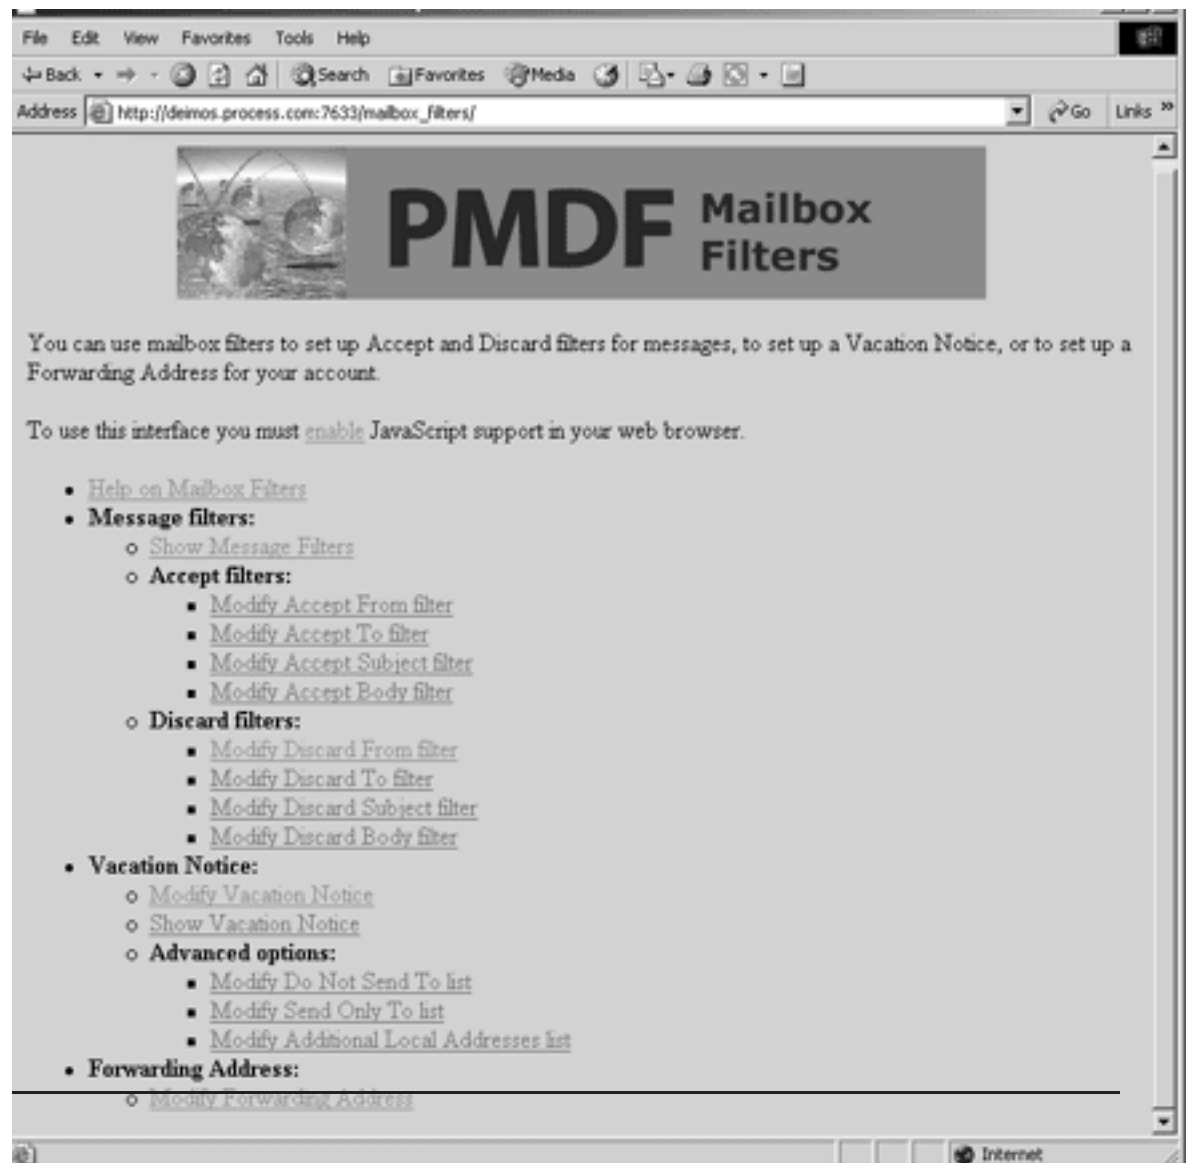 File Edit View Favorites Tools Help
Back Search Favorites Media
Address http://deimos.process.com:7633/mailbox_filters/ Go Links »
PMDF Mailbox
Filters
You can use mailbox filters to set up Accept and Discard filters for messages, to set up a Vacation Notice, or to set up a
Forwarding Address for your account.
To use this interface you must enable JavaScript support in your web browser.
• Help on Mailbox Filters
• Message filters:
○ Show Message Filters
○ Accept filters:
▪ Modify Accept From filter
▪ Modify Accept To filter
▪ Modify Accept Subject filter
▪ Modify Accept Body filter
○ Discard filters:
▪ Modify Discard From filter
▪ Modify Discard To filter
▪ Modify Discard Subject filter
▪ Modify Discard Body filter
• Vacation Notice:
○ Modify Vacation Notice
○ Show Vacation Notice
○ Advanced options:
▪ Modify Do Not Send To list
▪ Modify Send Only To list
▪ Modify Additional Local Addresses list
• Forwarding Address:
○ Modify Forwarding Address
Internet